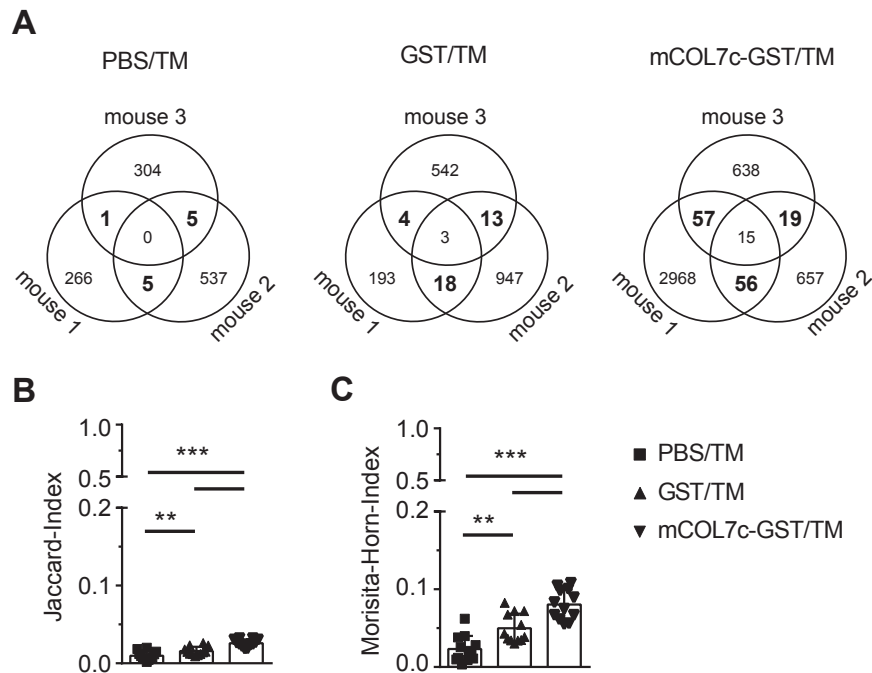 A
PBS/TM
GST/TM
mCOL7c-GST/TM
mouse 3
304
1
5
0
266
5
537
mouse 1
mouse 2
mouse 3
542
4
13
3
193
18
947
mouse 1
mouse 2
mouse 3
638
57
19
15
2968
56
657
mouse 1
mouse 2
B
Jaccard-Index
1.0
0.5
0.2
0.1
0.0
***
**
C
Morisita-Horn-Index
1.0
0.5
0.2
0.1
0.0
***
**
PBS/TM
GST/TM
mCOL7c-GST/TM